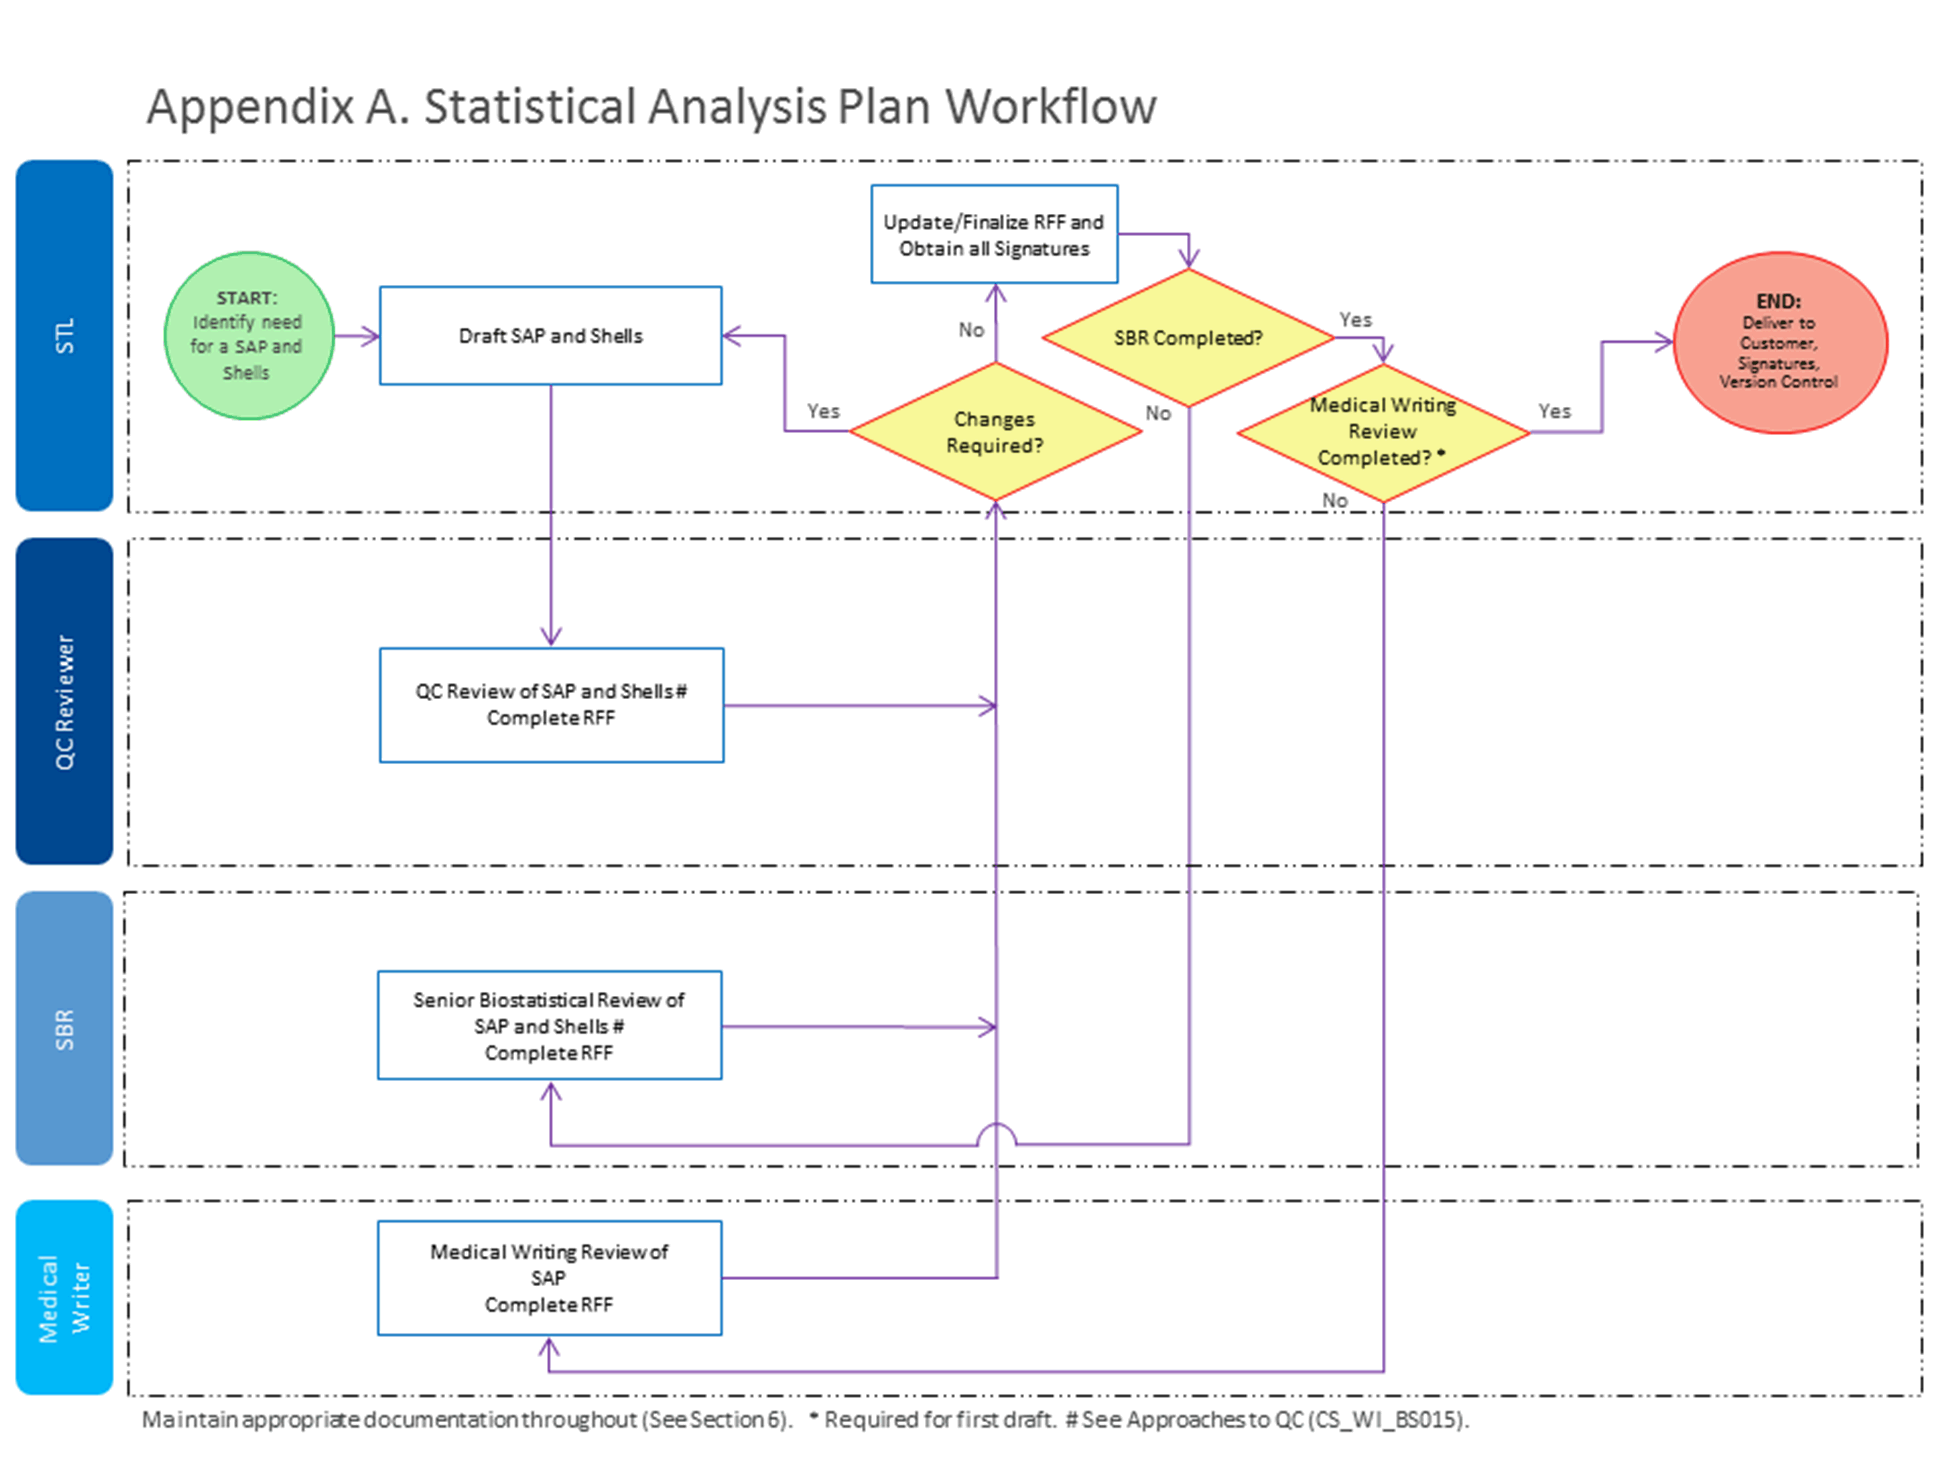 Appendix A. Statistical Analysis Plan Workflow
STL
START:
Identify need
for a SAP and
Shells
Draft SAP and Shells
Update/Finalize RFF and
Obtain all Signatures
No
Yes
Changes
Required?
SBR Completed?
Yes
No
Medical Writing
Review
Completed? *
Yes
No
END:
Deliver to
Customer,
Signatures,
Version Control
QC Reviewer
QC Review of SAP and Shells #
Complete RFF
SBR
Senior Biostatistical Review of
SAP and Shells #
Complete RFF
Medical
Writer
Medical Writing Review of
SAP
Complete RFF
Maintain appropriate documentation throughout (See Section 6).   * Required for first draft.  # See Approaches to QC (CS_WI_BS015).